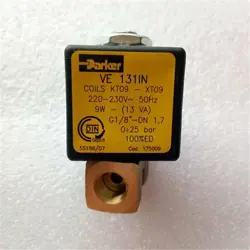 Parker
VE 131IN
COILS KT09 - XT09
220-230V~ 50Hz
9W - (13 VA)
G1/8"-DN 1,7
0÷25 bar
100%ED